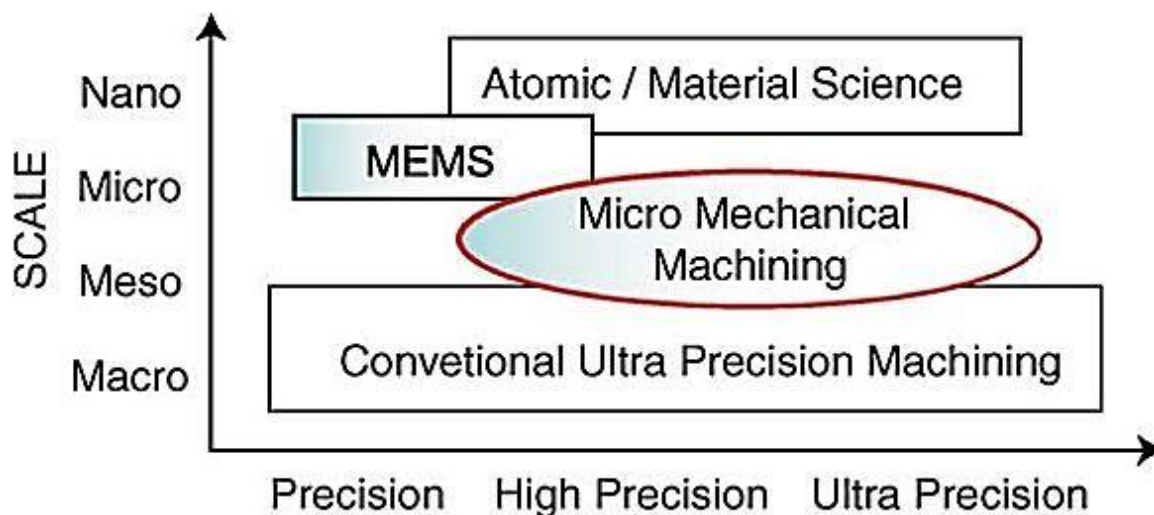 SCALE
Nano
Micro
Meso
Macro
Atomic / Material Science
MEMS
Micro Mechanical
Machining
Convetional Ultra Precision Machining
Precision
High Precision
Ultra Precision